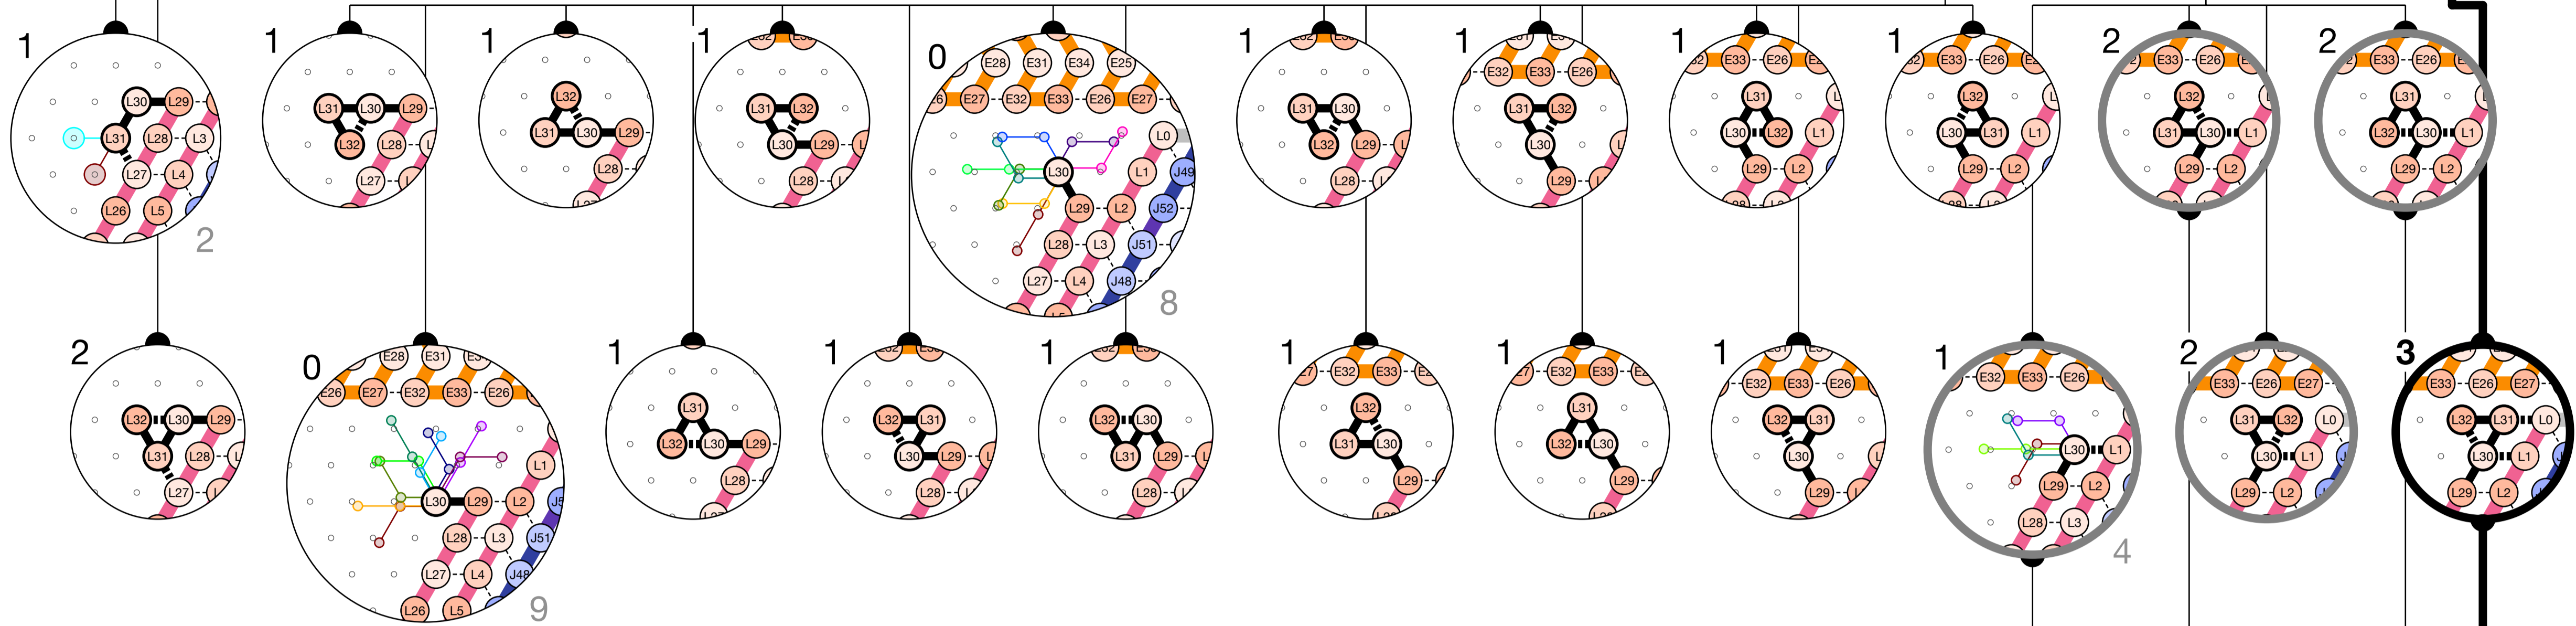 1 1 1 1 0 1 1 1 1 2 2
L30 L29
L31 L28 L3
L27 L4
L26 L5
2
L31 L30 L29
L32 L28
L27
L32
L31 L30 L29
L28
L31 L32
L30 L29
L28
E28 E31 E34 E25
E27 E32 E33 E26 E27
L0
L30 L1 J49
L29 L2 J52
L28 L3 J51
L27 L4 J48
8
L31 L30
L32 L29
L28
E32 E33 E26
L31 L32
L30
L29
E33 E26
L31
L30 L32 L1
L29 L2
E33 E26
L32
L30 L31 L1
L29 L2
E33 E26
L32
L31 L30 L1
L29 L2
E33 E26
L31
L32 L30 L1
L29 L2
2 0 1 1 1 1 1 1 1 2 3
L32 L30 L29
L31 L28
L27
E28 E31
E26 E27 E32 E33 E26
L1
L30 L29 L2
L28 L3 J51
L27 L4 J48
L26 L5
9
L31
L32 L30 L29
L28
L32 L31
L30 L29
L28
L32 L30
L31 L29
L28
E32 E33
L32
L31 L30
L29
E32 E33
L31
L32 L30
L29
E32 E33 E26
L32 L31
L30
L29
E32 E33 E26
L30 L1
L29 L2
L28 L3
4
E33 E26 E27
L31 L32 L0
L30 L1
L29 L2
E33 E26 E27
L32 L31 L0
L30 L1
L29 L2